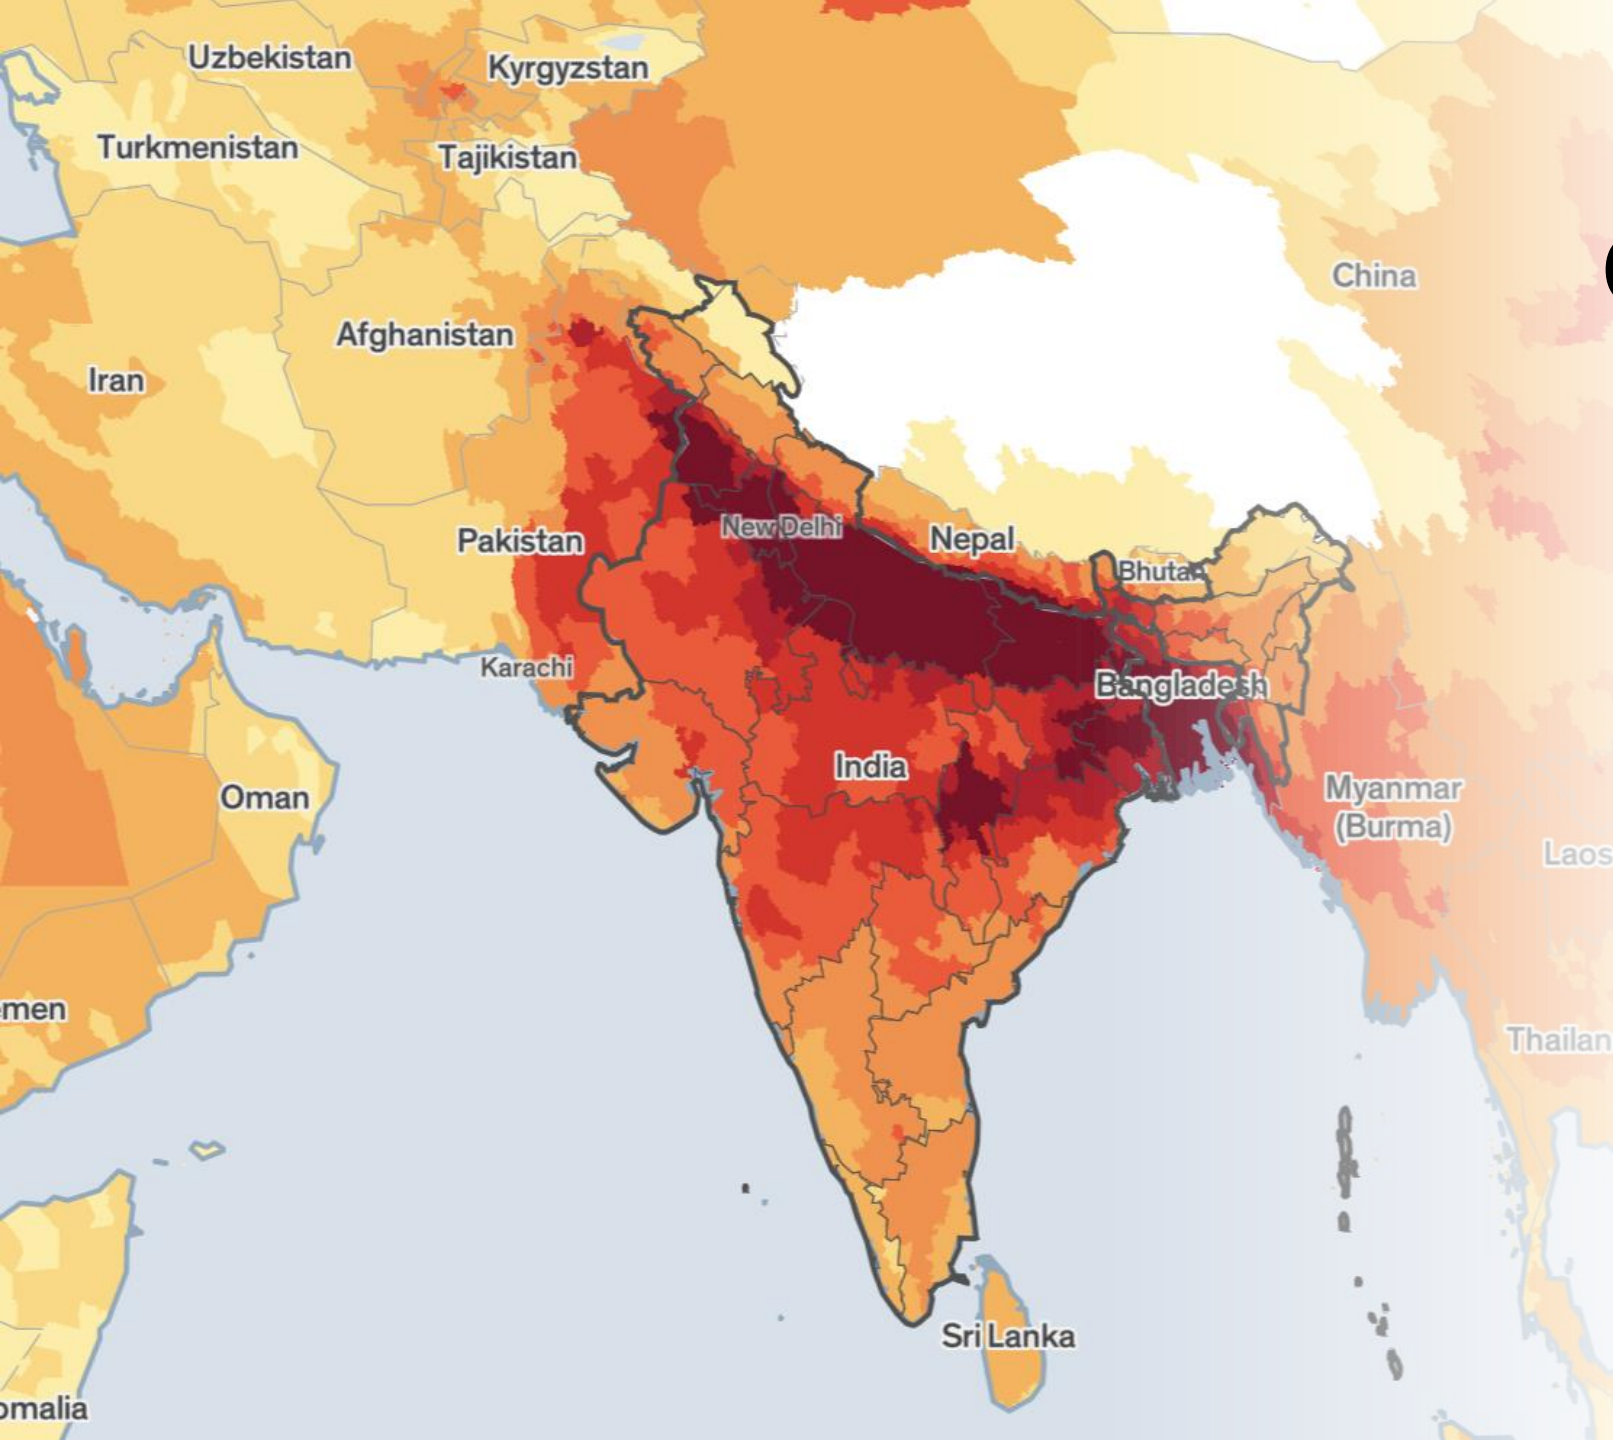 Uzbekistan
Kyrgyzstan
Turkmenistan
Tajikistan
China
Afghanistan
Iran
New Delhi
Pakistan
Nepal
Bhutan
Karachi
Bangladesh
India
Oman
Myanmar
(Burma)
Laos
emen
Thailan
Sri Lanka
omalia